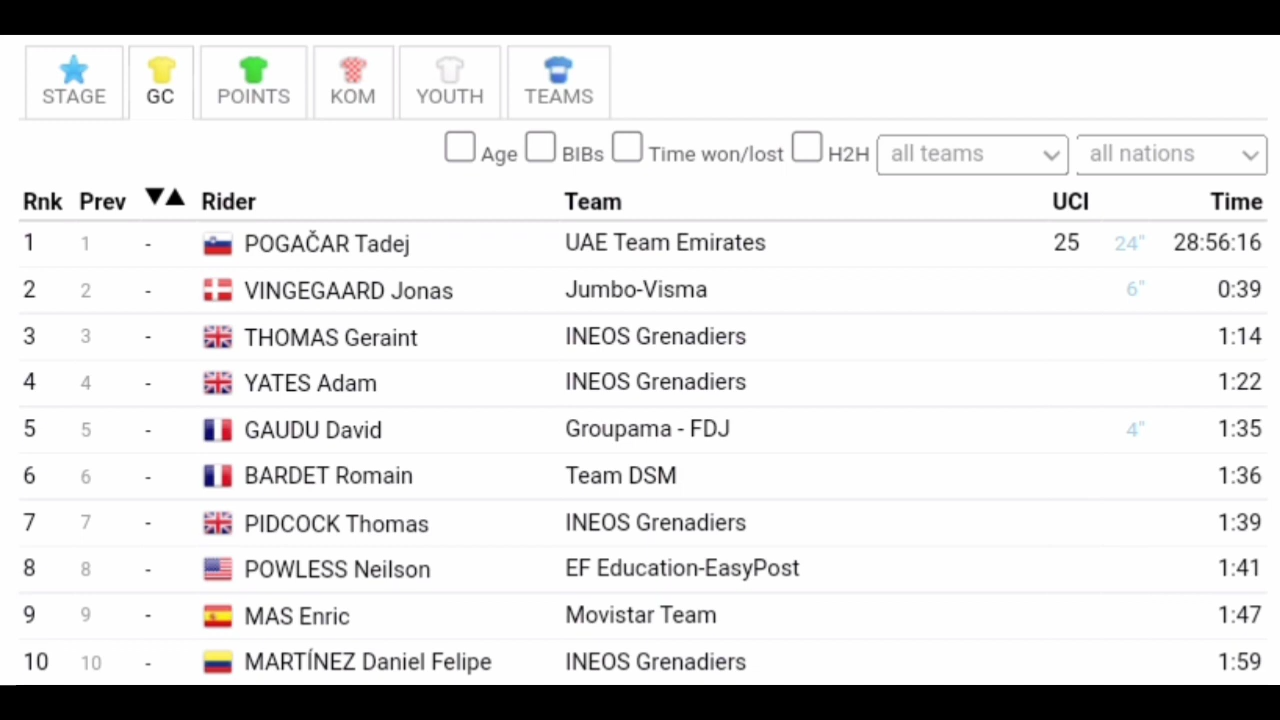 STAGE GC POINTS KOM YOUTH TEAMS
Age BIBs Time won/lost H2H all teams all nations
Rnk Prev ▼▲ Rider Team UCI Time
1 1 - POGAČAR Tadej UAE Team Emirates 25 24" 28:56:16
2 2 - VINGEGAARD Jonas Jumbo-Visma 6" 0:39
3 3 - THOMAS Geraint INEOS Grenadiers 1:14
4 4 - YATES Adam INEOS Grenadiers 1:22
5 5 - GAUDU David Groupama - FDJ 4" 1:35
6 6 - BARDET Romain Team DSM 1:36
7 7 - PIDCOCK Thomas INEOS Grenadiers 1:39
8 8 - POWLESS Neilson EF Education-EasyPost 1:41
9 9 - MAS Enric Movistar Team 1:47
10 10 - MARTÍNEZ Daniel Felipe INEOS Grenadiers 1:59